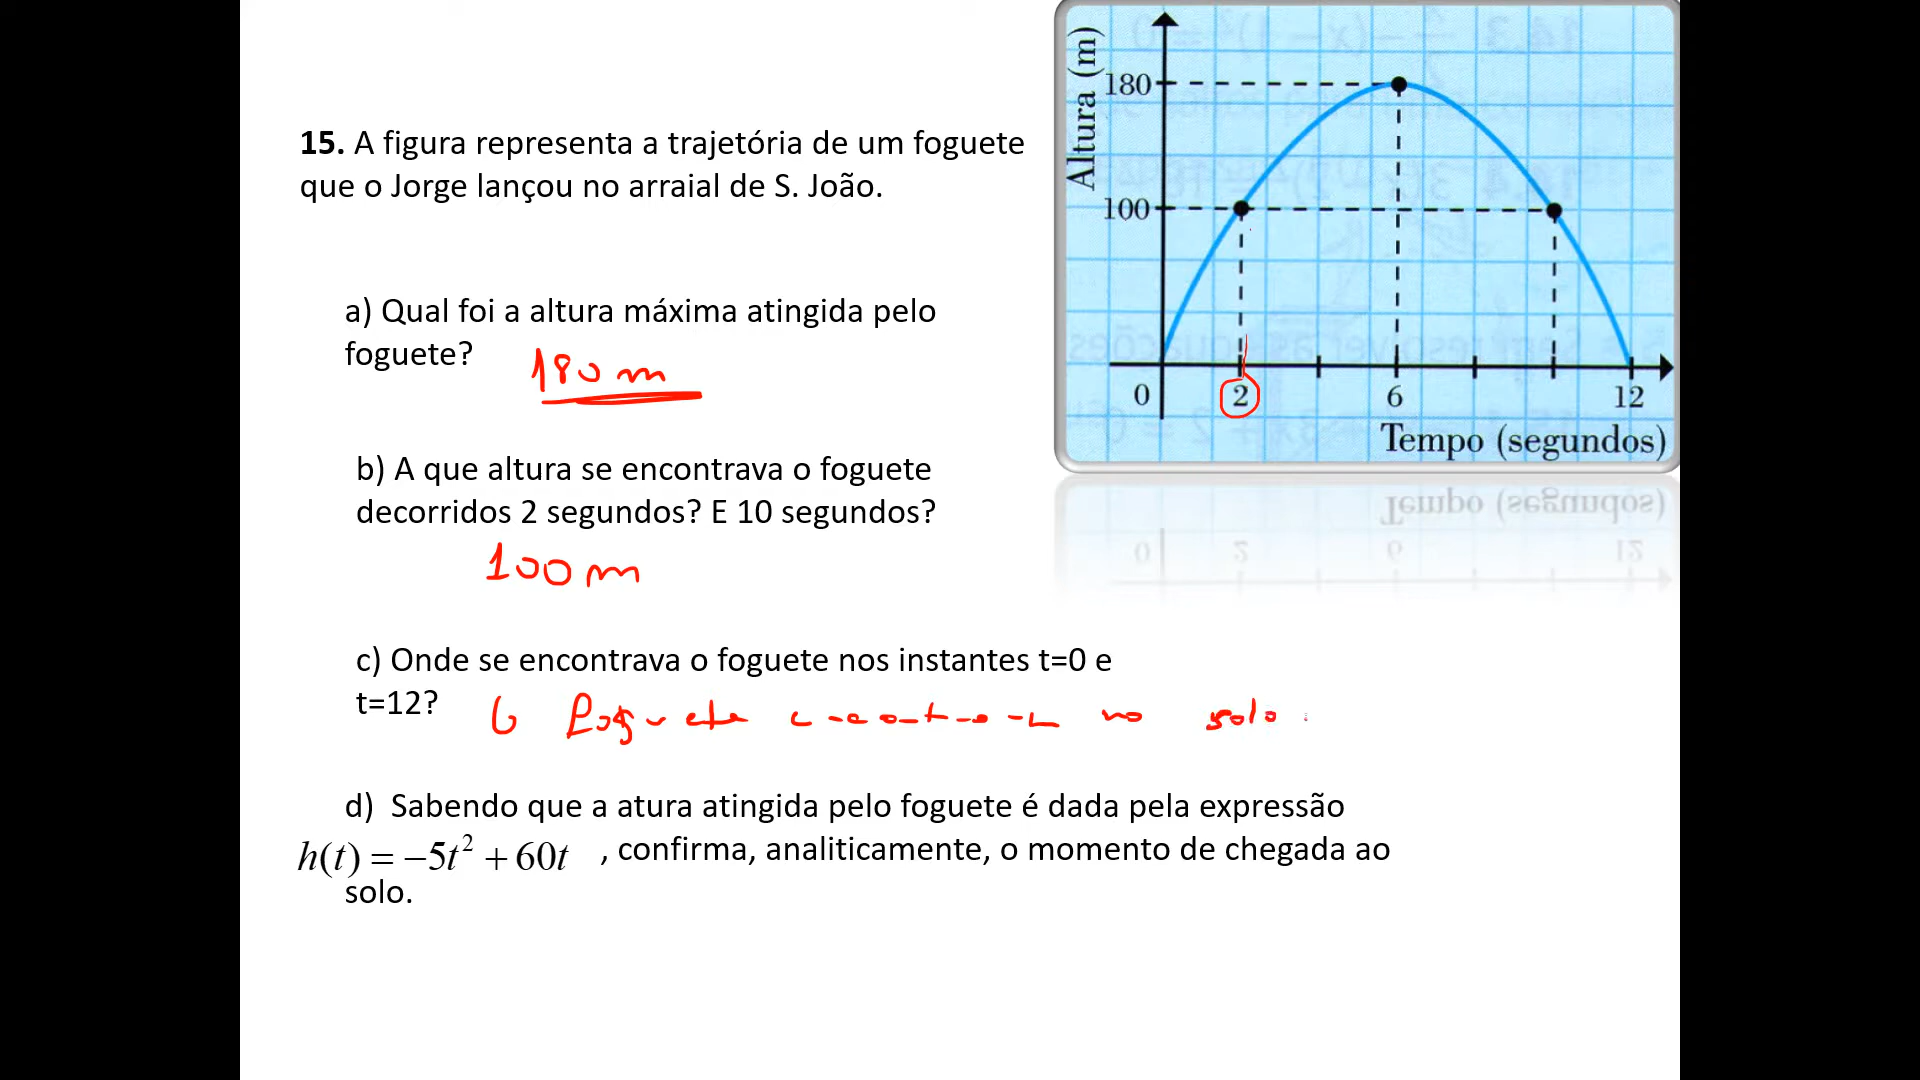 15. A figura representa a trajetória de um foguete
que o Jorge lançou no arraial de S. João.
a) Qual foi a altura máxima atingida pelo
foguete?
180 m
b) A que altura se encontrava o foguete
decorridos 2 segundos? E 10 segundos?
100 m
c) Onde se encontrava o foguete nos instantes t=0 e
t=12?
foguete no solo
d) Sabendo que a atura atingida pelo foguete é dada pela expressão
h(t) = −5t² + 60t , confirma, analiticamente, o momento de chegada ao
solo.
Altura (m)
180
100
0 2 6 12
Tempo (segundos)